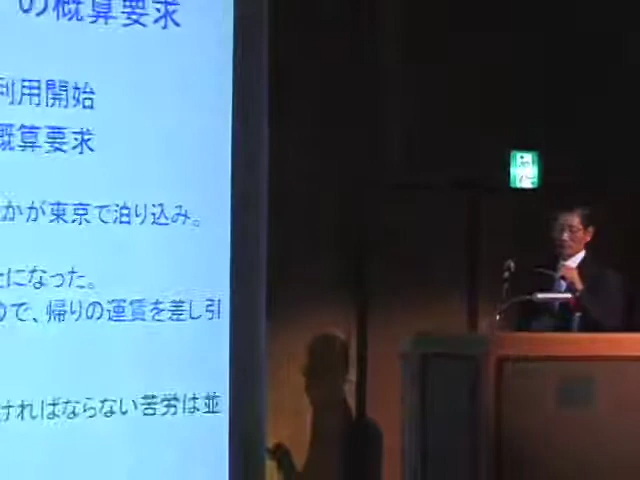 の概算要求
利用開始
概算要求
かが東京で泊り込み。
になった。
で、帰りの運賃を差し引
ければならない苦労は並